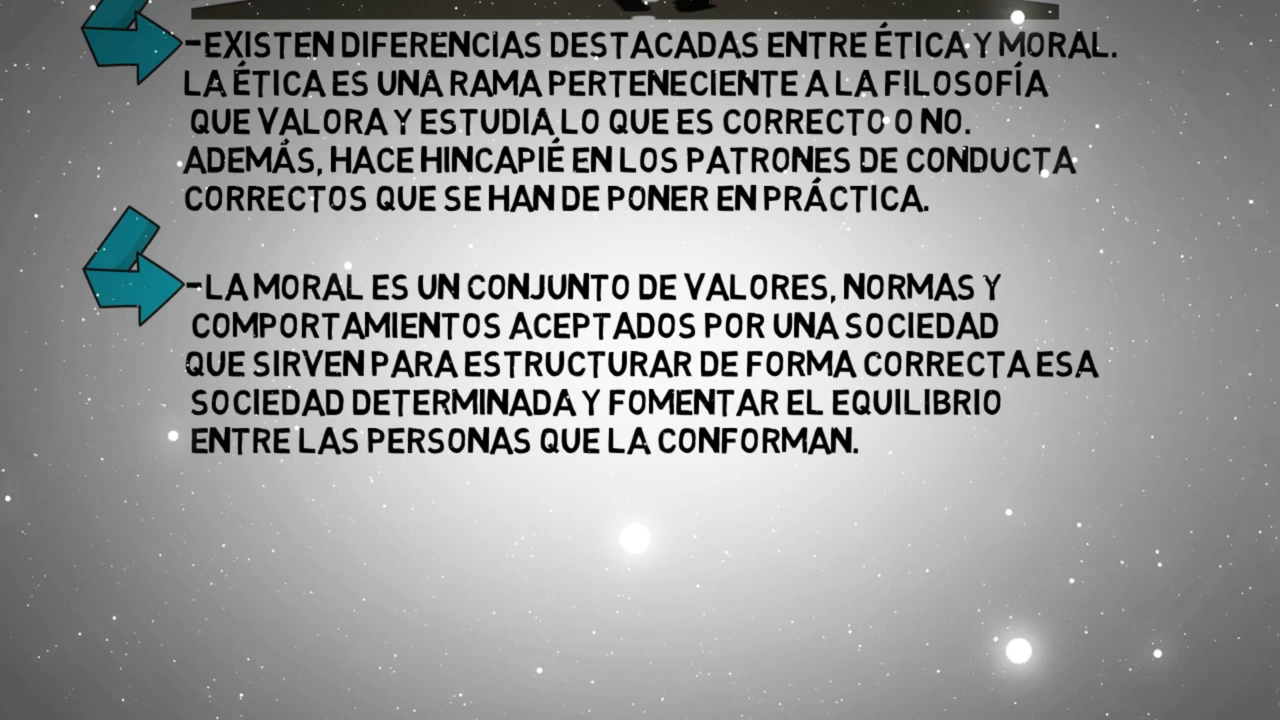 -EXISTEN DIFERENCIAS DESTACADAS ENTRE ÉTICA Y MORAL.
LA ÉTICA ES UNA RAMA PERTENECIENTE A LA FILOSOFÍA
QUE VALORA Y ESTUDIA LO QUE ES CORRECTO O NO.
ADEMÁS, HACE HINCAPIÉ EN LOS PATRONES DE CONDUCTA
CORRECTOS QUE SE HAN DE PONER EN PRÁCTICA.
-LA MORAL ES UN CONJUNTO DE VALORES, NORMAS Y
COMPORTAMIENTOS ACEPTADOS POR UNA SOCIEDAD
QUE SIRVEN PARA ESTRUCTURAR DE FORMA CORRECTA ESA
SOCIEDAD DETERMINADA Y FOMENTAR EL EQUILIBRIO
ENTRE LAS PERSONAS QUE LA CONFORMAN.